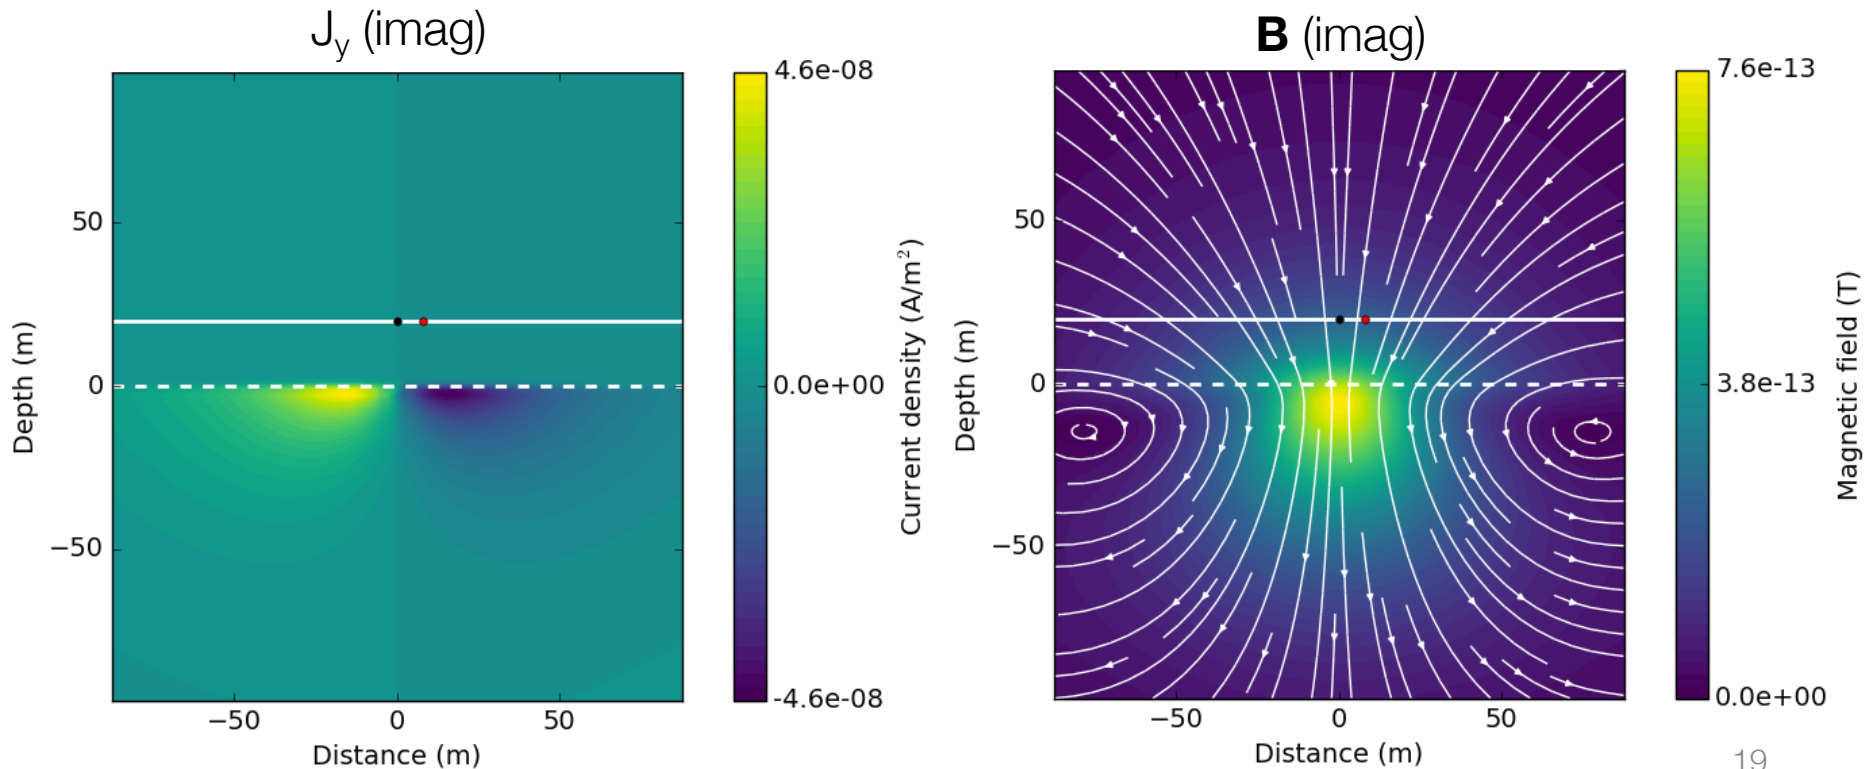 J_y (imag)
4.6e-08
0.0e+00
-4.6e-08
Current density (A/m²)
50
0
−50
Depth (m)
−50
0
50
Distance (m)
B (imag)
7.6e-13
3.8e-13
0.0e+00
Magnetic field (T)
50
0
−50
Depth (m)
−50
0
50
Distance (m)
19